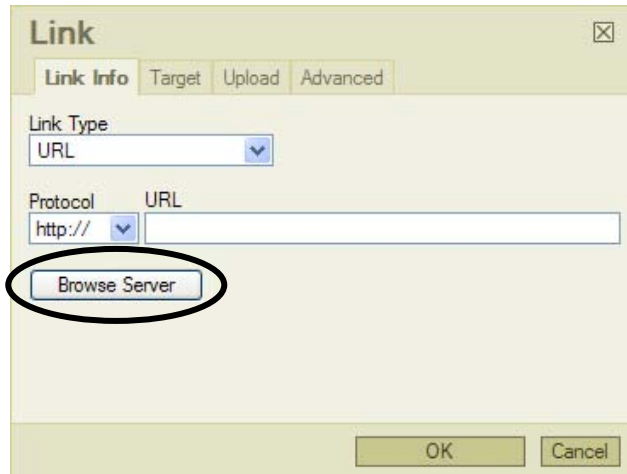 Link
Link Info Target Upload Advanced
Link Type
URL
Protocol URL
http://
Browse Server
OK Cancel